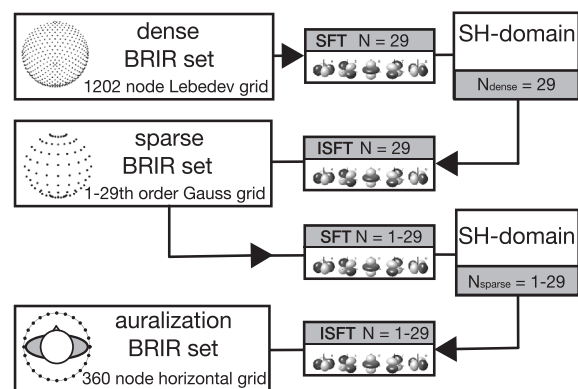 dense
BRIR set
1202 node Lebedev grid
SFT N = 29
SH-domain
Ndense = 29
sparse
BRIR set
1-29th order Gauss grid
ISFT N = 29
SFT N = 1-29
SH-domain
Nsparse = 1-29
auralization
BRIR set
360 node horizontal grid
ISFT N = 1-29